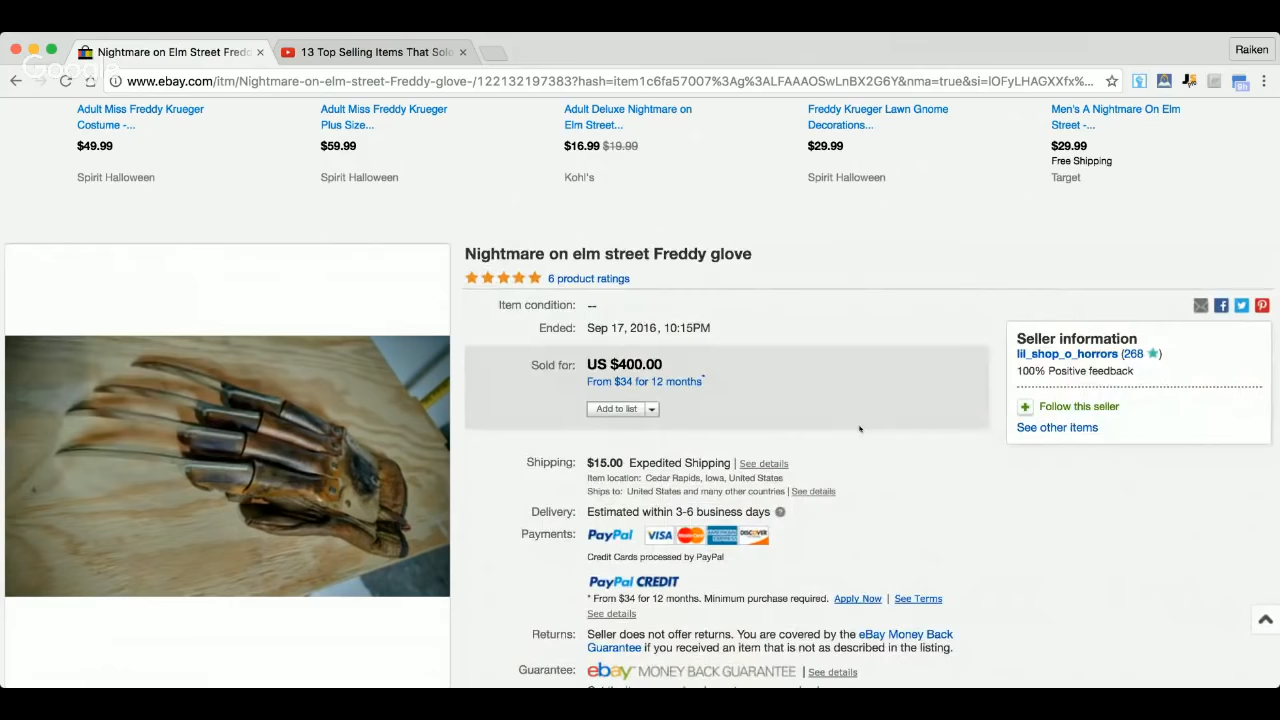 Nightmare on Elm Street Fredd
13 Top Selling Items That Sol
Raiken
Google
www.ebay.com/itm/Nightmare-on-elm-street-Freddy-glove-/122132197383?hash=item1c6fa57007%3Ag%3ALFAAAOSwLnBX2G6Y&nma=true&si=lOFyLHAGXXfx%...
Adult Miss Freddy Krueger
Costume -...
$49.99
Spirit Halloween
Adult Miss Freddy Krueger
Plus Size...
$59.99
Spirit Halloween
Adult Deluxe Nightmare on
Elm Street...
$16.99 $19.99
Kohl's
Freddy Krueger Lawn Gnome
Decorations...
$29.99
Spirit Halloween
Men's A Nightmare On Elm
Street -...
$29.99
Free Shipping
Target
Nightmare on elm street Freddy glove
6 product ratings
Item condition: --
Ended: Sep 17, 2016 , 10:15PM
Sold for: US $400.00
From $34 for 12 months*
Add to list
Shipping: $15.00 Expedited Shipping | See details
Item location: Cedar Rapids, Iowa, United States
Ships to: United States and many other countries | See details
Delivery: Estimated within 3-6 business days ?
Payments: PayPal VISA MasterCard AMERICAN EXPRESS DISCOVER
Credit Cards processed by PayPal
PayPal CREDIT
* From $34 for 12 months. Minimum purchase required. Apply Now | See Terms
See details
Returns: Seller does not offer returns. You are covered by the eBay Money Back
Guarantee if you received an item that is not as described in the listing.
Guarantee: ebay MONEY BACK GUARANTEE | See details
Seller information
lil_shop_o_horrors (268 )
100% Positive feedback
Follow this seller
See other items